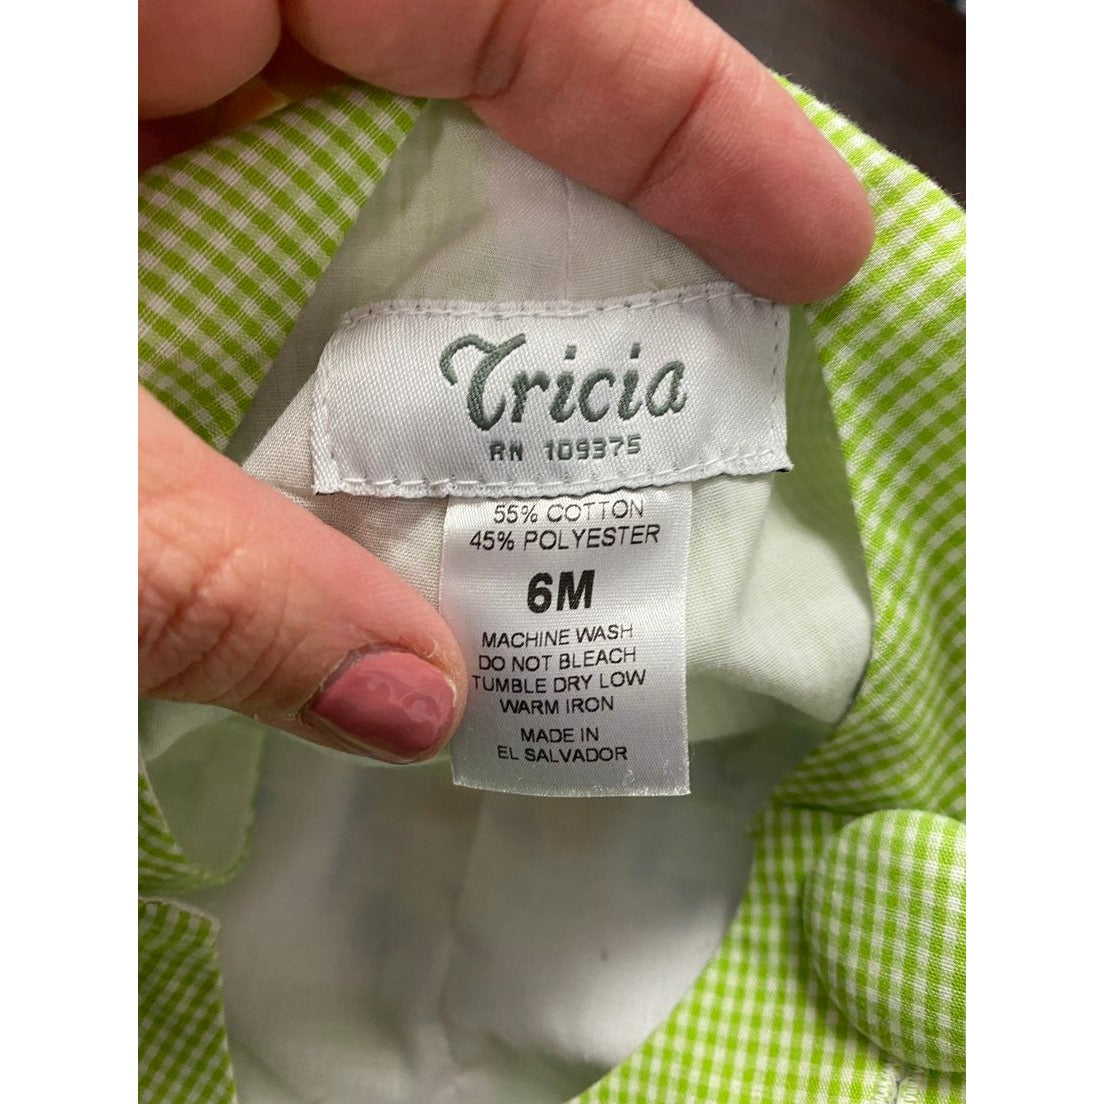 Tricia
RN 109375
55% COTTON
45% POLYESTER
6M
MACHINE WASH
DO NOT BLEACH
TUMBLE DRY LOW
WARM IRON
MADE IN
EL SALVADOR